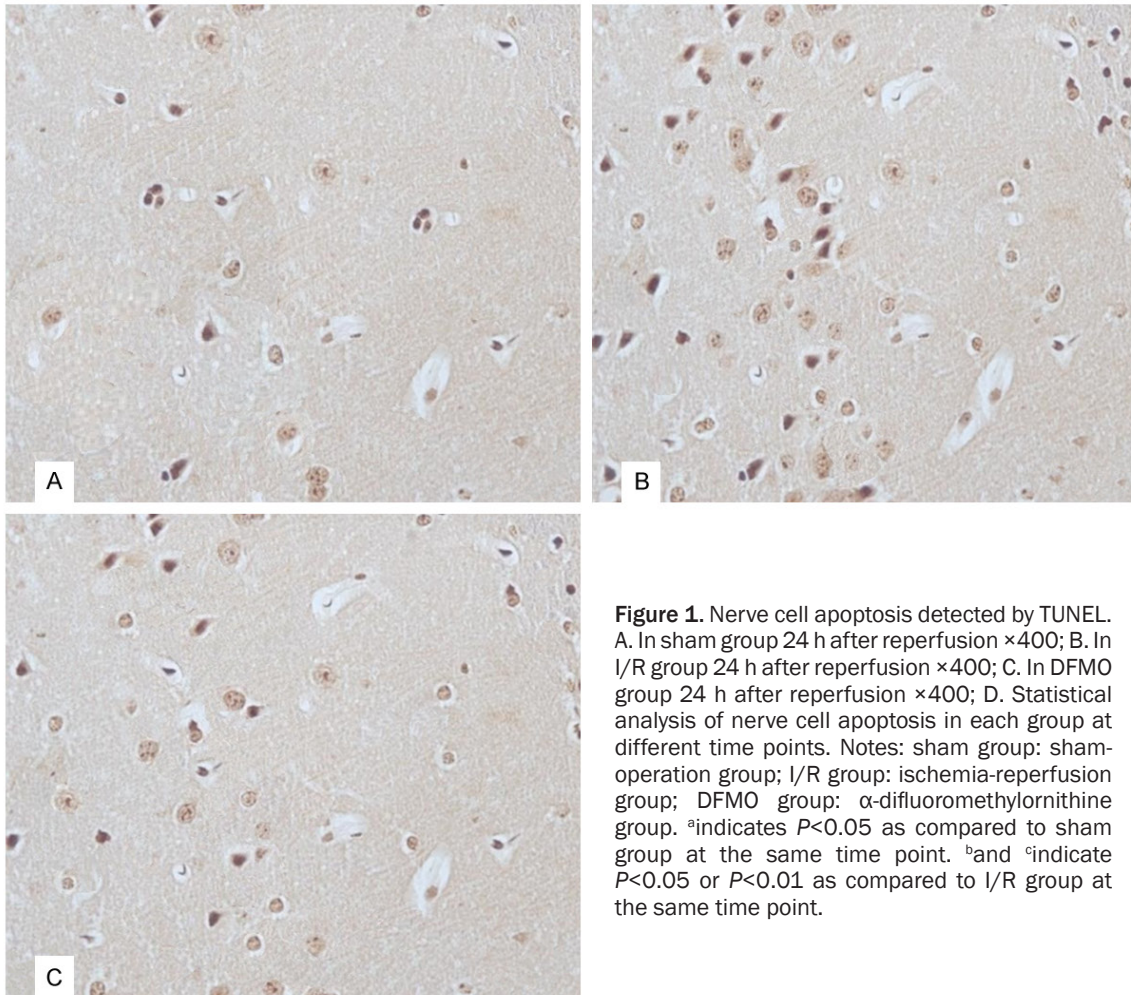 A
B
C
Figure 1. Nerve cell apoptosis detected by TUNEL.
A. In sham group 24 h after reperfusion ×400; B. In
I/R group 24 h after reperfusion ×400; C. In DFMO
group 24 h after reperfusion ×400; D. Statistical
analysis of nerve cell apoptosis in each group at
different time points. Notes: sham group: sham-
operation group; I/R group: ischemia-reperfusion
group; DFMO group: α-difluoromethylornithine
group. ᵃindicates P<0.05 as compared to sham
group at the same time point. ᵇand ᶜindicate
P<0.05 or P<0.01 as compared to I/R group at
the same time point.